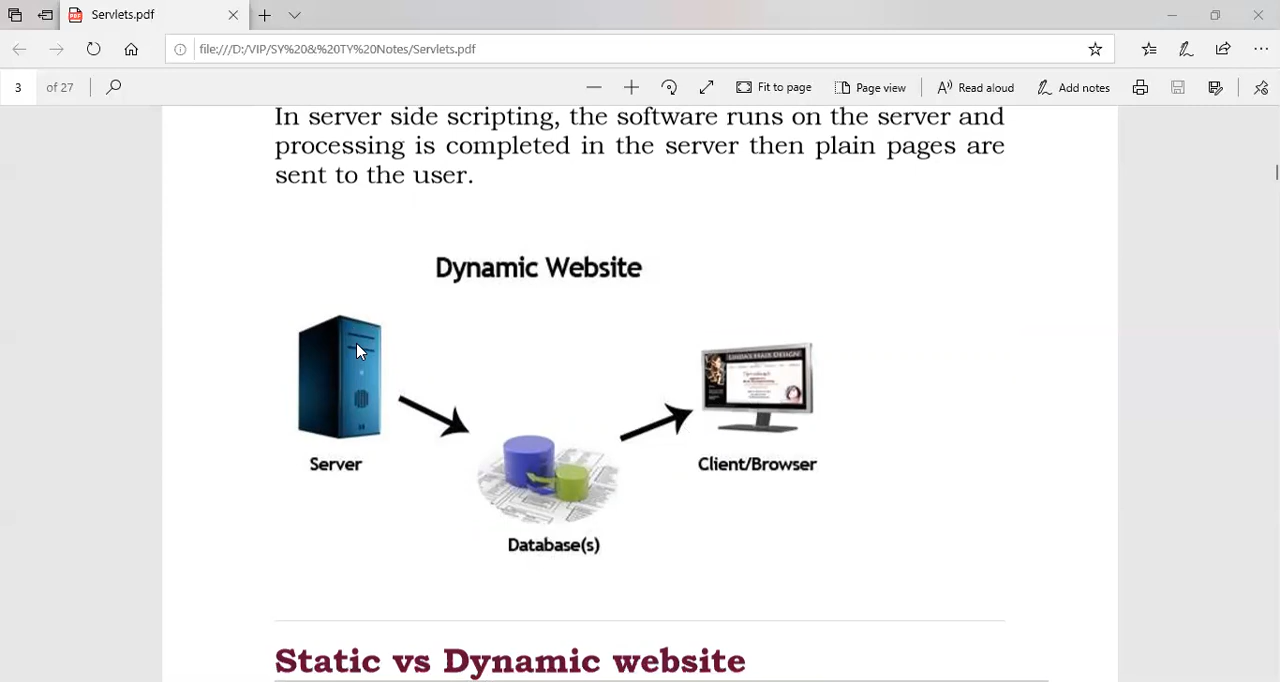 Servlets.pdf
file:///D:/VIP/SY%20&%20TY%20Notes/Servlets.pdf
3 of 27 Fit to page Page view Read aloud Add notes
In server side scripting, the software runs on the server and
processing is completed in the server then plain pages are
sent to the user.
Dynamic Website
LINDA'S HAIR DESIGN
Server
Client/Browser
Database(s)
Static vs Dynamic website